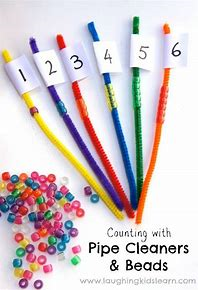 1 2 3 4 5 6
Counting with
Pipe Cleaners
& Beads
www.laughingkidslearn.com